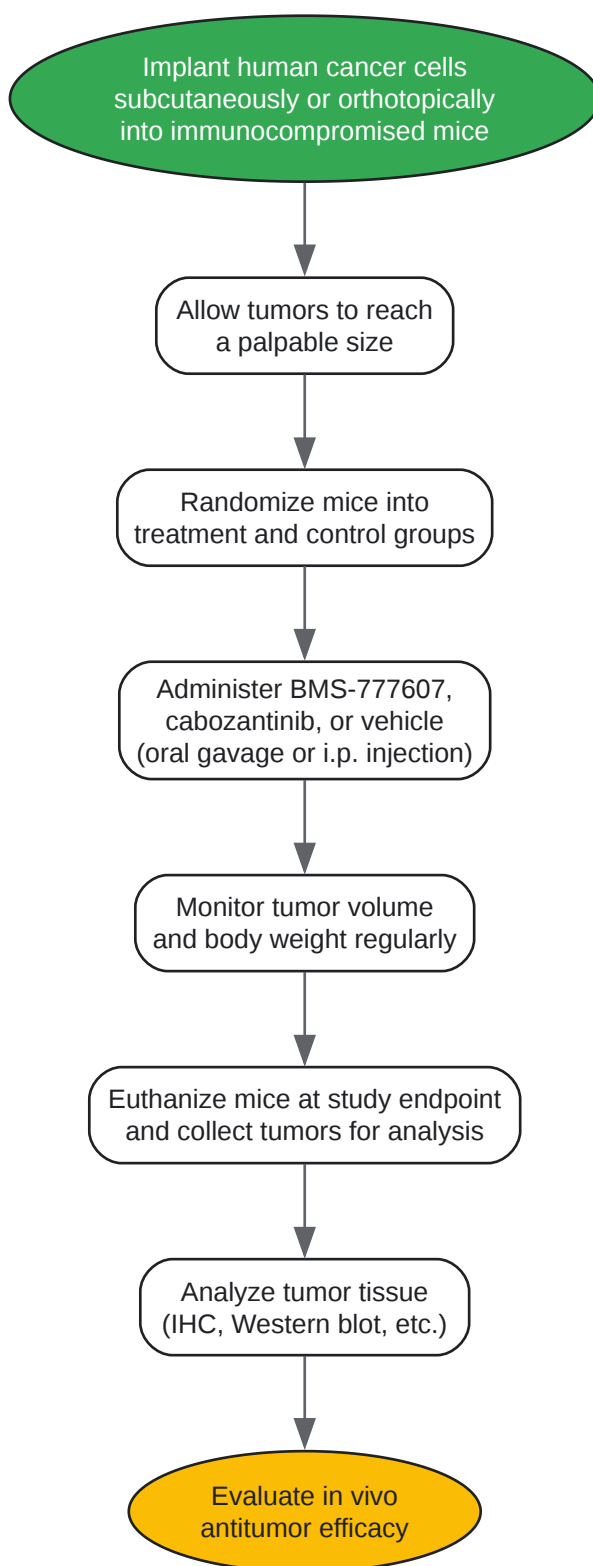 Implant human cancer cells
subcutaneously or orthotopically
into immunocompromised mice
Allow tumors to reach
a palpable size
Randomize mice into
treatment and control groups
Administer BMS-777607,
cabozantinib, or vehicle
(oral gavage or i.p. injection)
Monitor tumor volume
and body weight regularly
Euthanize mice at study endpoint
and collect tumors for analysis
Analyze tumor tissue
(IHC, Western blot, etc.)
Evaluate in vivo
antitumor efficacy